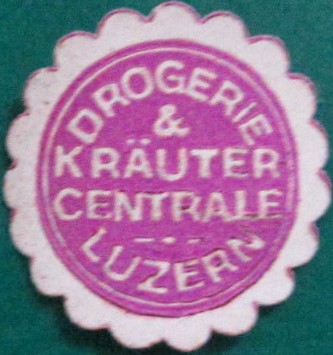 DROGERIE
&
KRÄUTER
CENTRALE
LUZERN